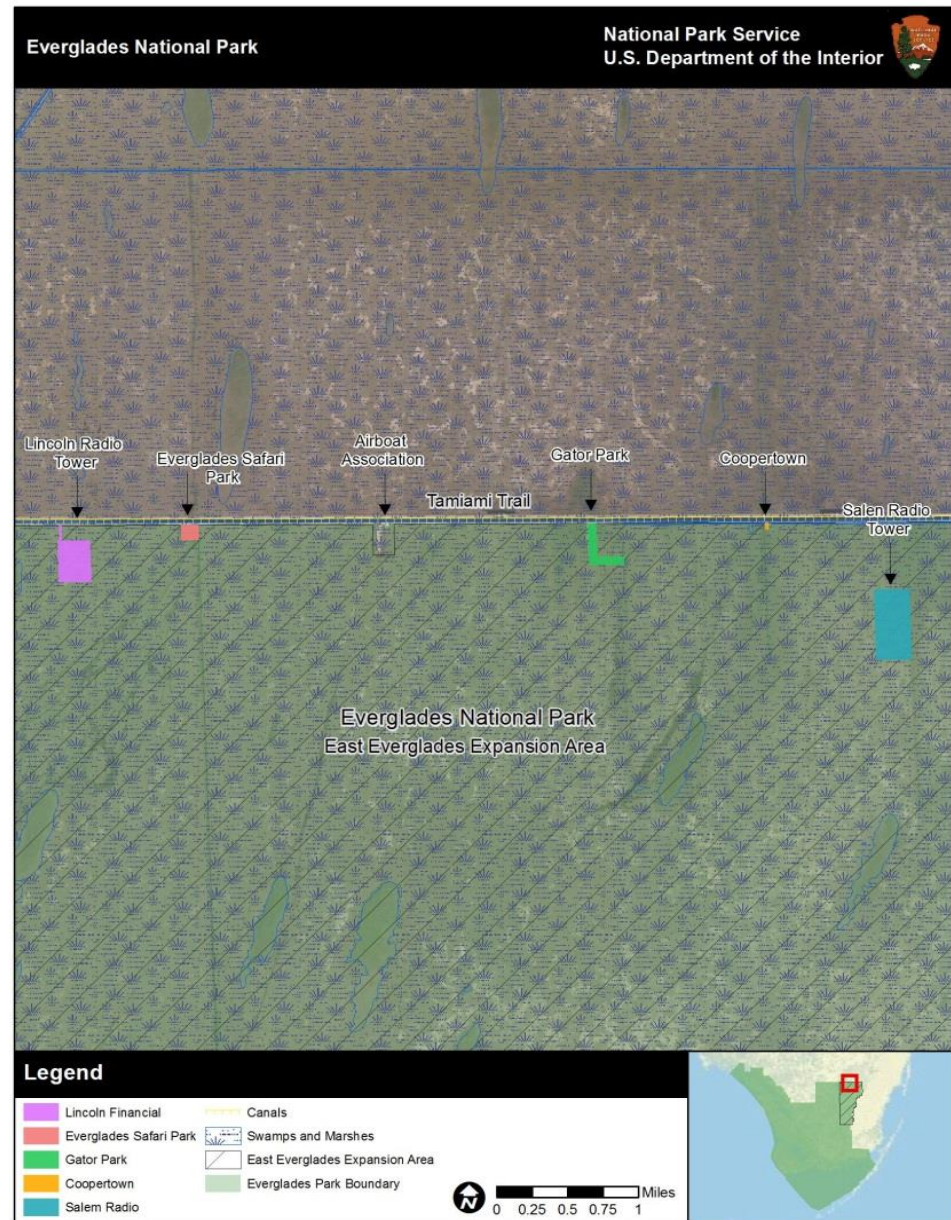 Everglades National Park
National Park Service
U.S. Department of the Interior
NATIONAL
PARK
SERVICE
Lincoln Radio
Tower
Everglades Safari
Park
Airboat
Association
Gator Park
Coopertown
Tamiami Trail
Salen Radio
Tower
Everglades National Park
East Everglades Expansion Area
Legend
Lincoln Financial
Everglades Safari Park
Gator Park
Coopertown
Salem Radio
Canals
Swamps and Marshes
East Everglades Expansion Area
Everglades Park Boundary
N
Miles
0 0.25 0.5 0.75 1